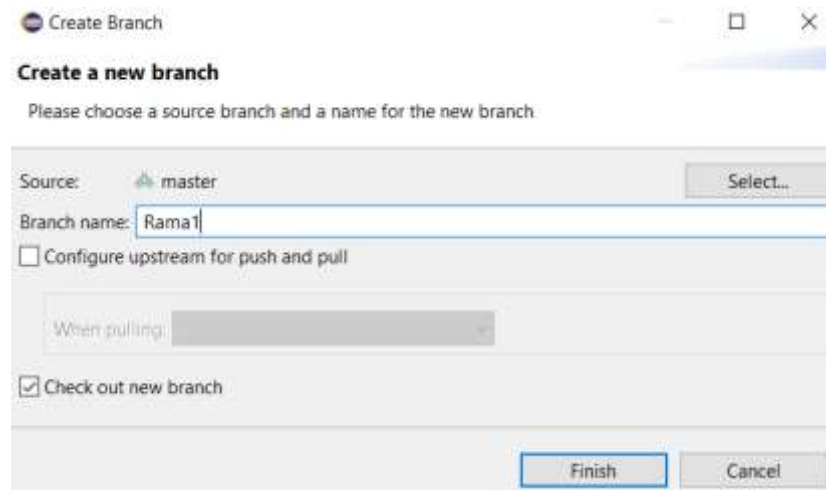 Create Branch
Create a new branch
Please choose a source branch and a name for the new branch
Source: master Select...
Branch name: Rama1
Configure upstream for push and pull
When pulling:
Check out new branch
Finish Cancel